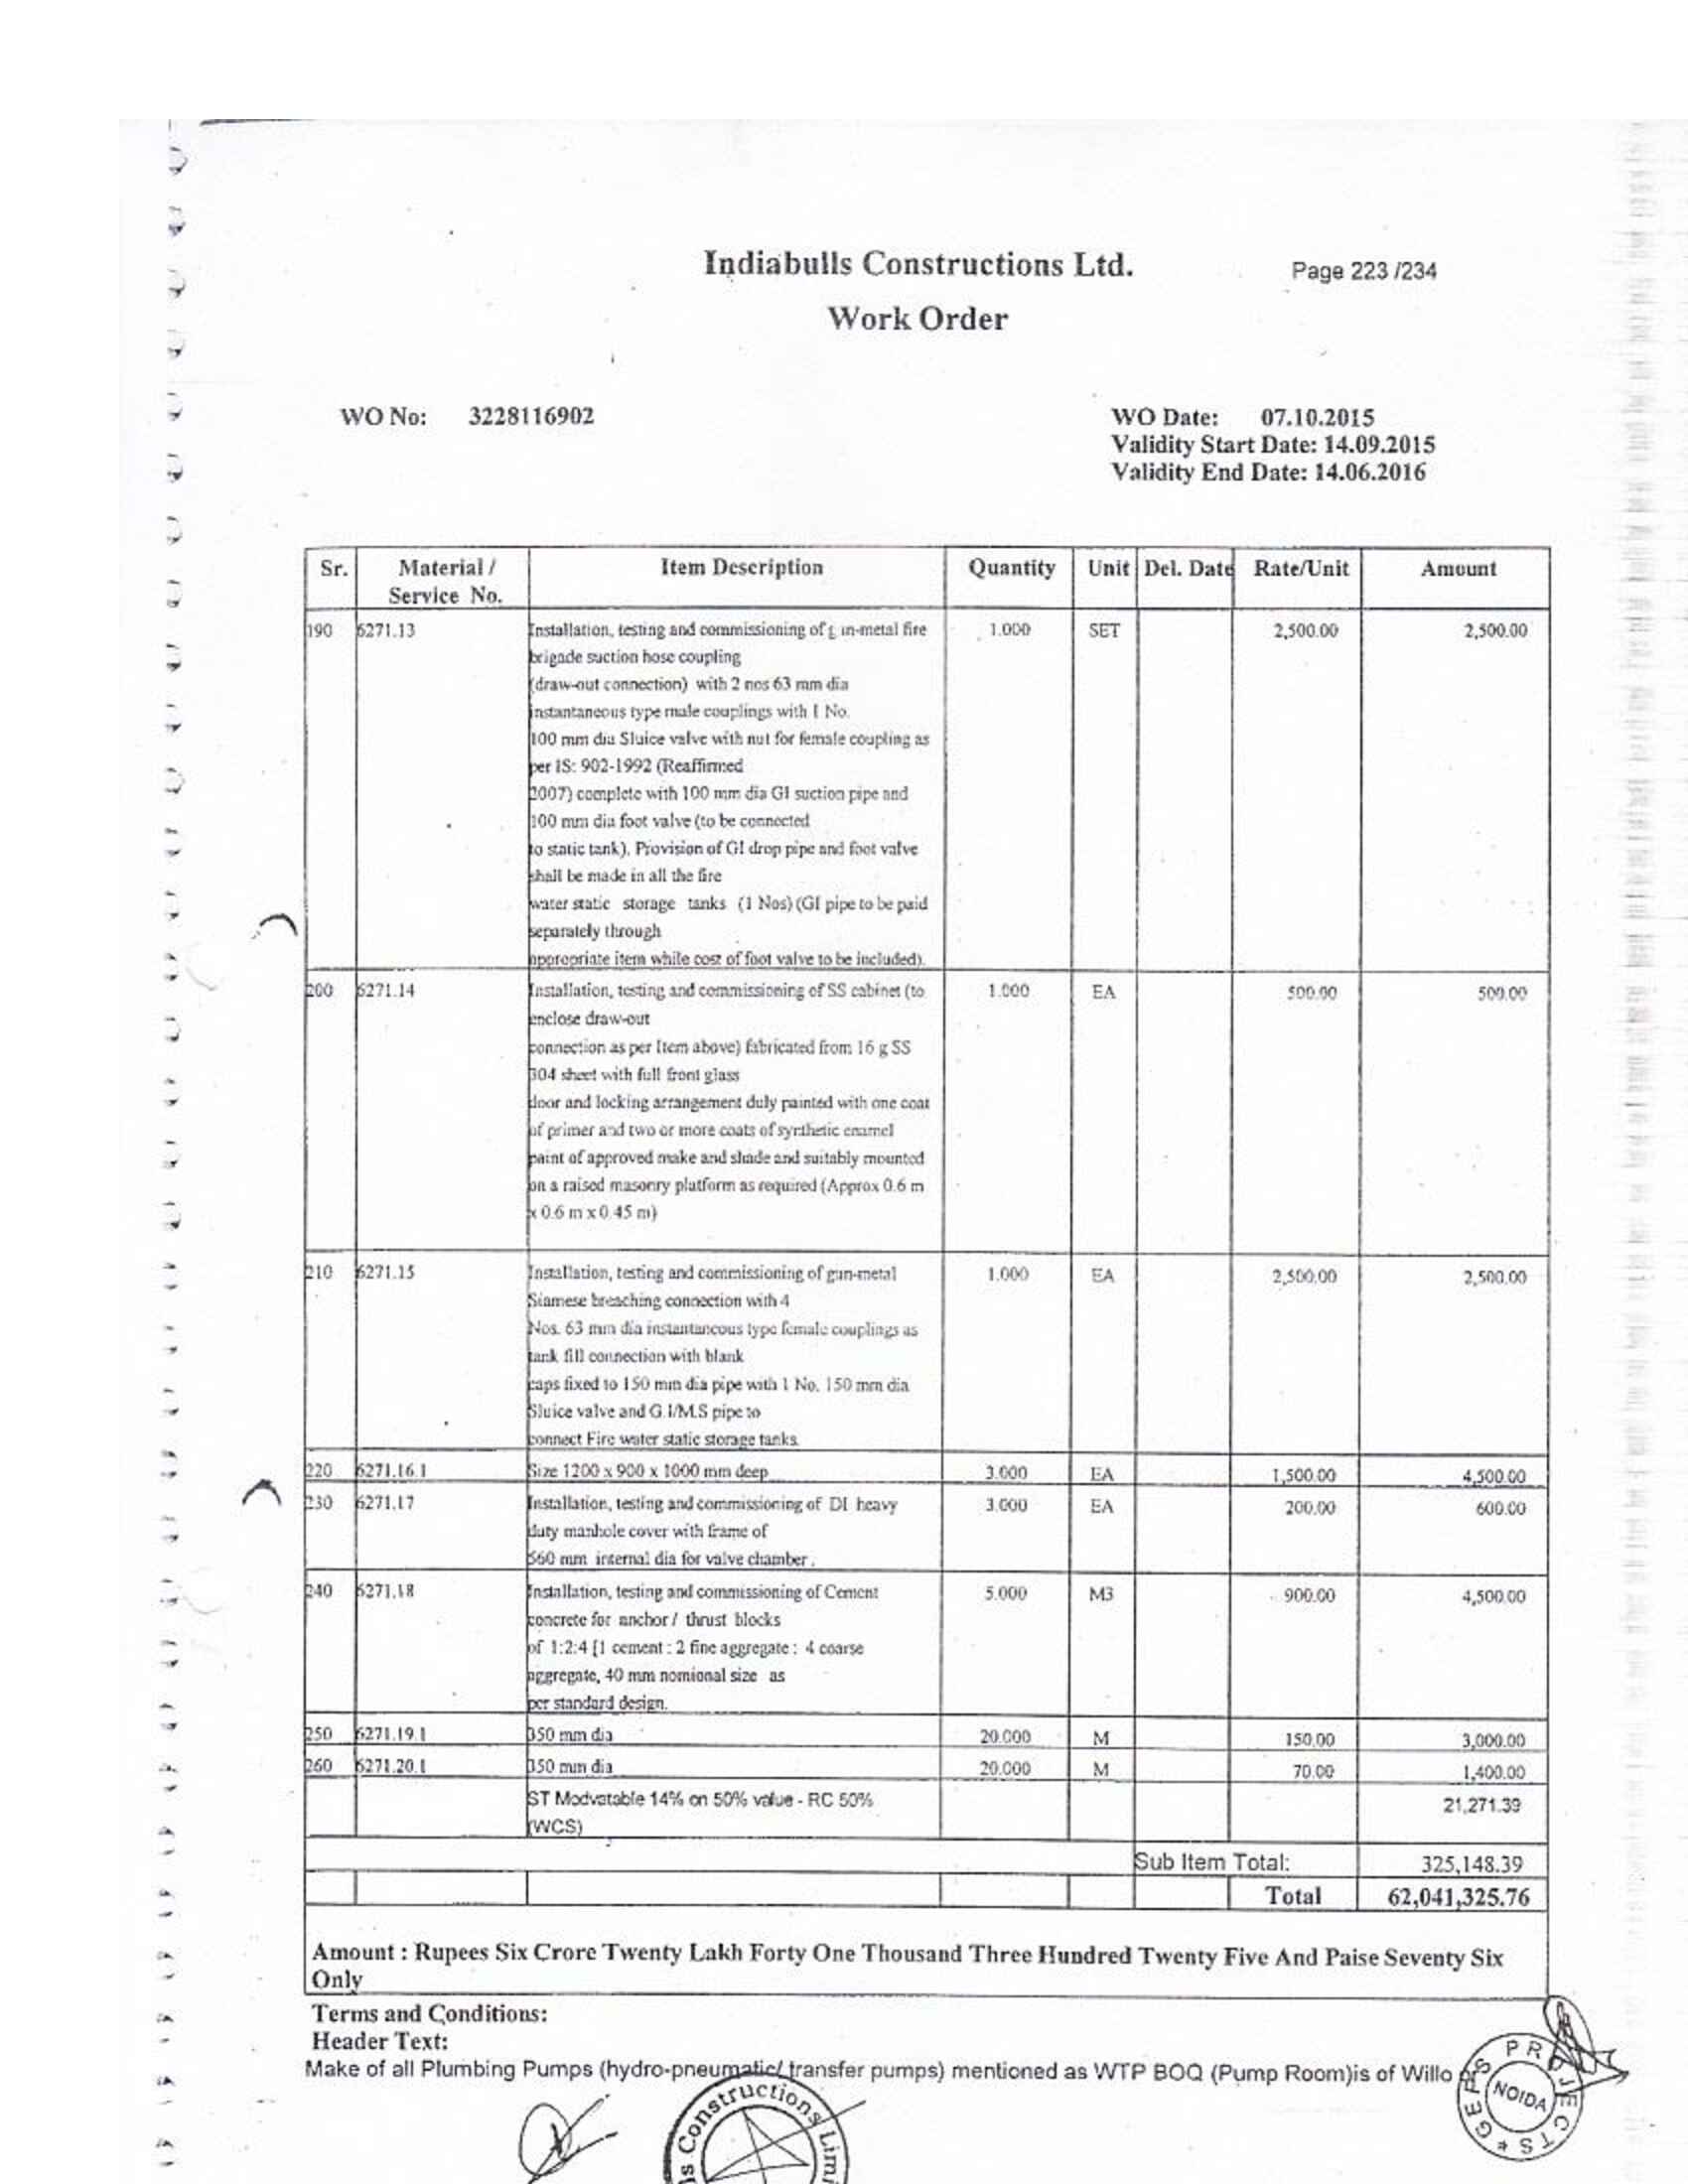 Indiabulls Constructions Ltd.
Work Order
Page 223 /234
WO No: 3228116902
WO Date: 07.10.2015
Validity Start Date: 14.09.2015
Validity End Date: 14.06.2016
Sr. Material / Service No. Item Description Quantity Unit Del. Date Rate/Unit Amount
190 6271.13 Installation, testing and commissioning of gun-metal fire 1.000 SET 2,500.00 2,500.00
brigade suction hose coupling
(draw-out connection) with 2 nos 63 mm dia
instantaneous type male couplings with 1 No.
100 mm dia Sluice valve with nut for female coupling as
per IS: 902-1992 (Reaffirmed
2007) complete with 100 mm dia GI suction pipe and
100 mm dia foot valve (to be connected
to static tank). Provision of GI drop pipe and foot valve
shall be made in all the fire
water static storage tanks (1 Nos) (GI pipe to be paid
separately through
appropriate item while cost of foot valve to be included).
200 6271.14 Installation, testing and commissioning of SS cabinet (to 1.000 EA 500.00 500.00
enclose draw-out
connection as per Item above) fabricated from 16 g SS
304 sheet with full front glass
door and locking arrangement duly painted with one coat
of primer and two or more coats of synthetic enamel
paint of approved make and shade and suitably mounted
on a raised masonry platform as required (Approx 0.6 m
x 0.6 m x 0.45 m)
210 6271.15 Installation, testing and commissioning of gun-metal 1.000 EA 2,500.00 2,500.00
Siamese breaching connection with 4
Nos. 63 mm dia instantaneous type female couplings as
tank fill connection with blank
caps fixed to 150 mm dia pipe with 1 No. 150 mm dia
Sluice valve and G.I/M.S pipe to
connect Fire water static storage tanks.
220 6271.16.1 Size 1200 x 900 x 1000 mm deep 3.000 EA 1,500.00 4,500.00
230 6271.17 Installation, testing and commissioning of DI heavy 3.000 EA 200.00 600.00
duty manhole cover with frame of
560 mm internal dia for valve chamber.
240 6271.18 Installation, testing and commissioning of Cement 5.000 M3 900.00 4,500.00
concrete for anchor / thrust blocks
of 1:2:4 [1 cement : 2 fine aggregate : 4 coarse
aggregate, 40 mm nomional size as
per standard design.
250 6271.19.1 350 mm dia 20.000 M 150.00 3,000.00
260 6271.20.1 350 mm dia 20.000 M 70.00 1,400.00
ST Modvatable 14% on 50% value - RC 50% 21,271.39
(WCS)
Sub Item Total: 325,148.39
Total 62,041,325.76
Amount : Rupees Six Crore Twenty Lakh Forty One Thousand Three Hundred Twenty Five And Paise Seventy Six
Only
Terms and Conditions:
Header Text:
Make of all Plumbing Pumps (hydro-pneumatic/ transfer pumps) mentioned as WTP BOQ (Pump Room)is of Willo
ls Constructions Limi
NOIDA